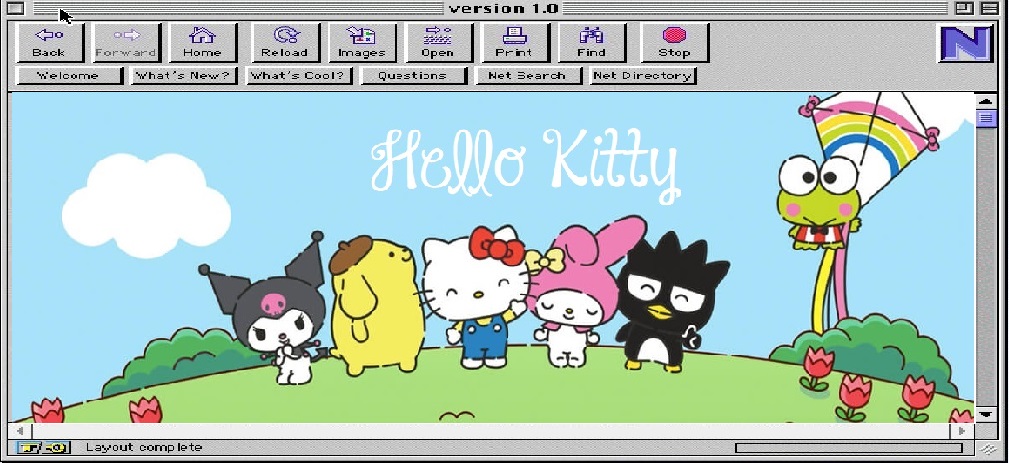 version 1.0
Back Forward Home Reload Images Open Print Find Stop
N
Welcome What's New? What's Cool? Questions Net Search Net Directory
Hello Kitty
Layout complete